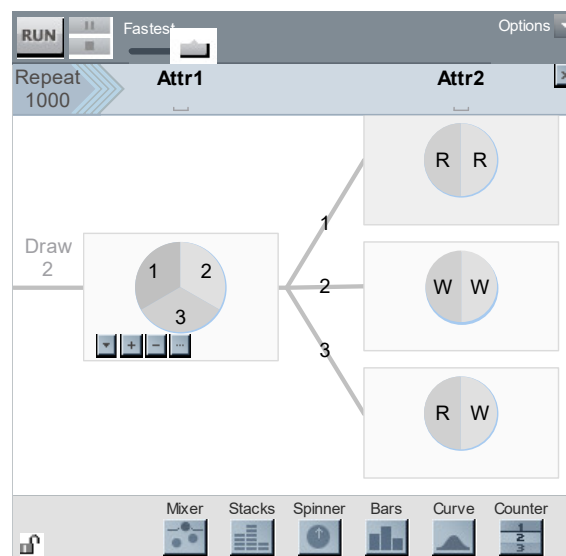 RUN
Fastest
Options
Repeat
1000
Attr1
Attr2
Draw
2
1 2
3
1
2
3
R R
W W
R W
Mixer Stacks Spinner Bars Curve Counter
1
2
3